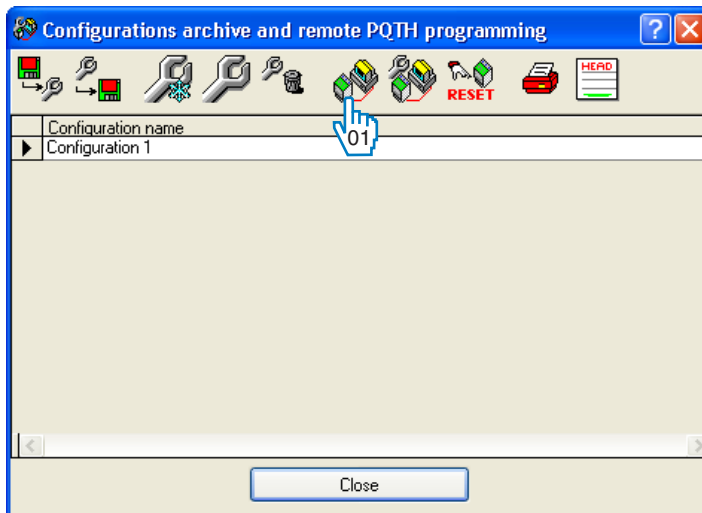 Configurations archive and remote PQTH programming
RESET
HEAD
Configuration name
01
Configuration 1
Close